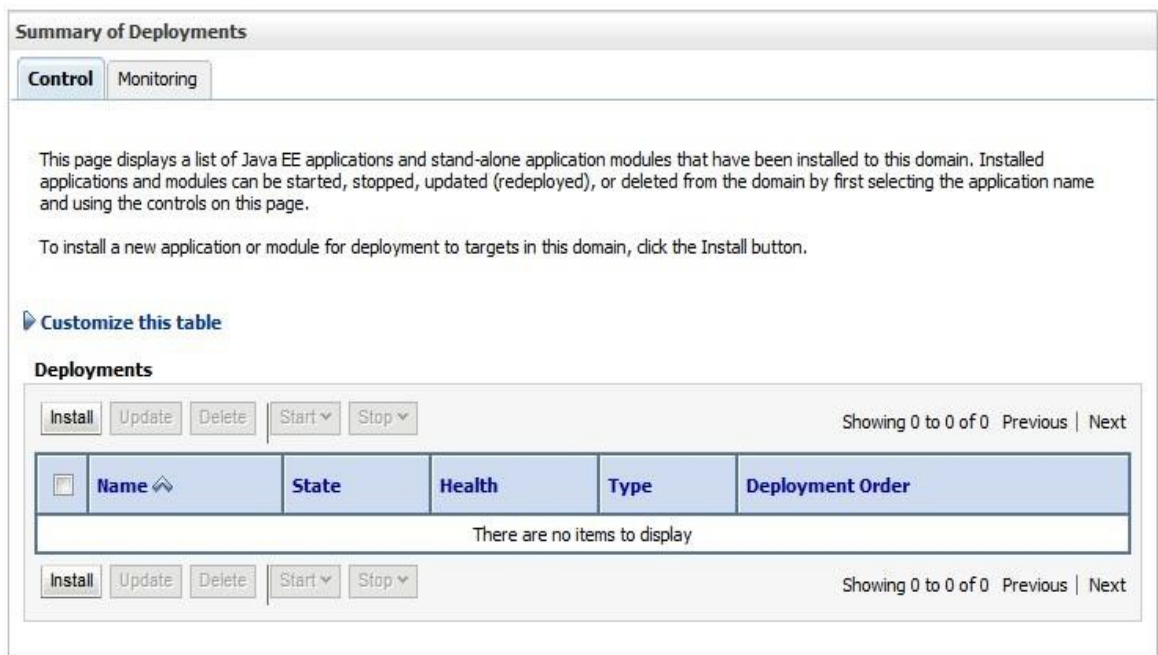 Summary of Deployments
Control Monitoring
This page displays a list of Java EE applications and stand-alone application modules that have been installed to this domain. Installed
applications and modules can be started, stopped, updated (redeployed), or deleted from the domain by first selecting the application name
and using the controls on this page.
To install a new application or module for deployment to targets in this domain, click the Install button.
Customize this table
Deployments
Install Update Delete Start Stop Showing 0 to 0 of 0 Previous | Next
Name State Health Type Deployment Order
There are no items to display
Install Update Delete Start Stop Showing 0 to 0 of 0 Previous | Next